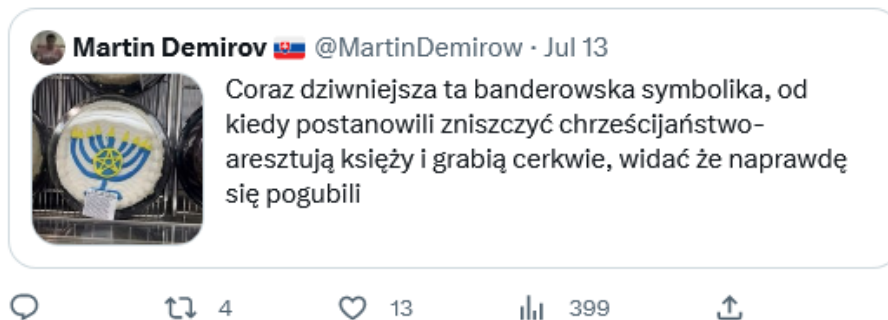 Martin Demirov @MartinDemirow · Jul 13
Coraz dziwniejsza ta banderowska symbolika, od
kiedy postanowili zniszczyć chrześcijaństwo-
aresztują księży i grabią cerkwie, widać że naprawdę
się pogubili
4 13 399